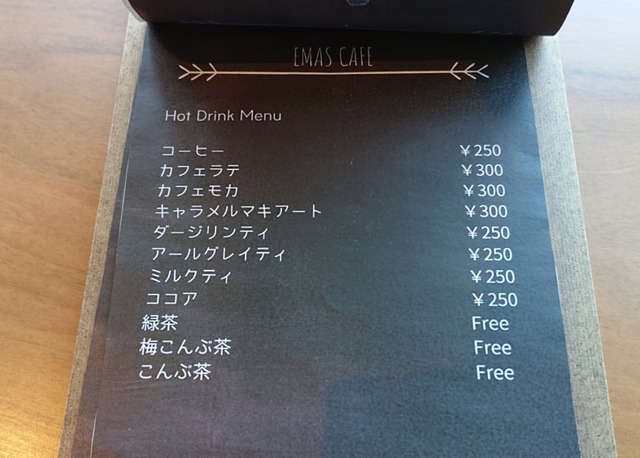 EMAS CAFE
Hot Drink Menu
コーヒー ¥250
カフェラテ ¥300
カフェモカ ¥300
キャラメルマキアート ¥300
ダージリンティ ¥250
アールグレイティ ¥250
ミルクティ ¥250
ココア ¥250
緑茶 Free
梅こんぶ茶 Free
こんぶ茶 Free